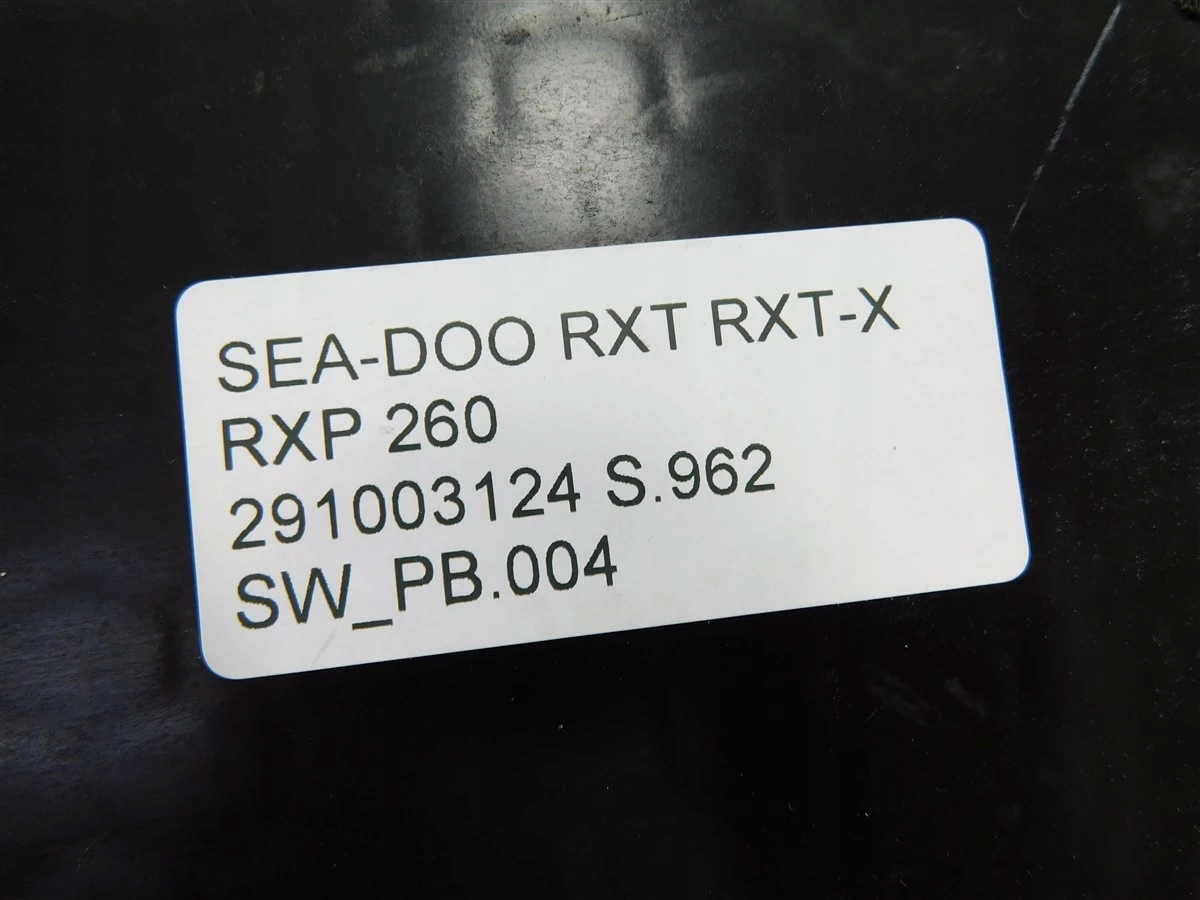 SEA-DOO RXT RXT-X
RXP 260
291003124 S.962
SW_PB.004